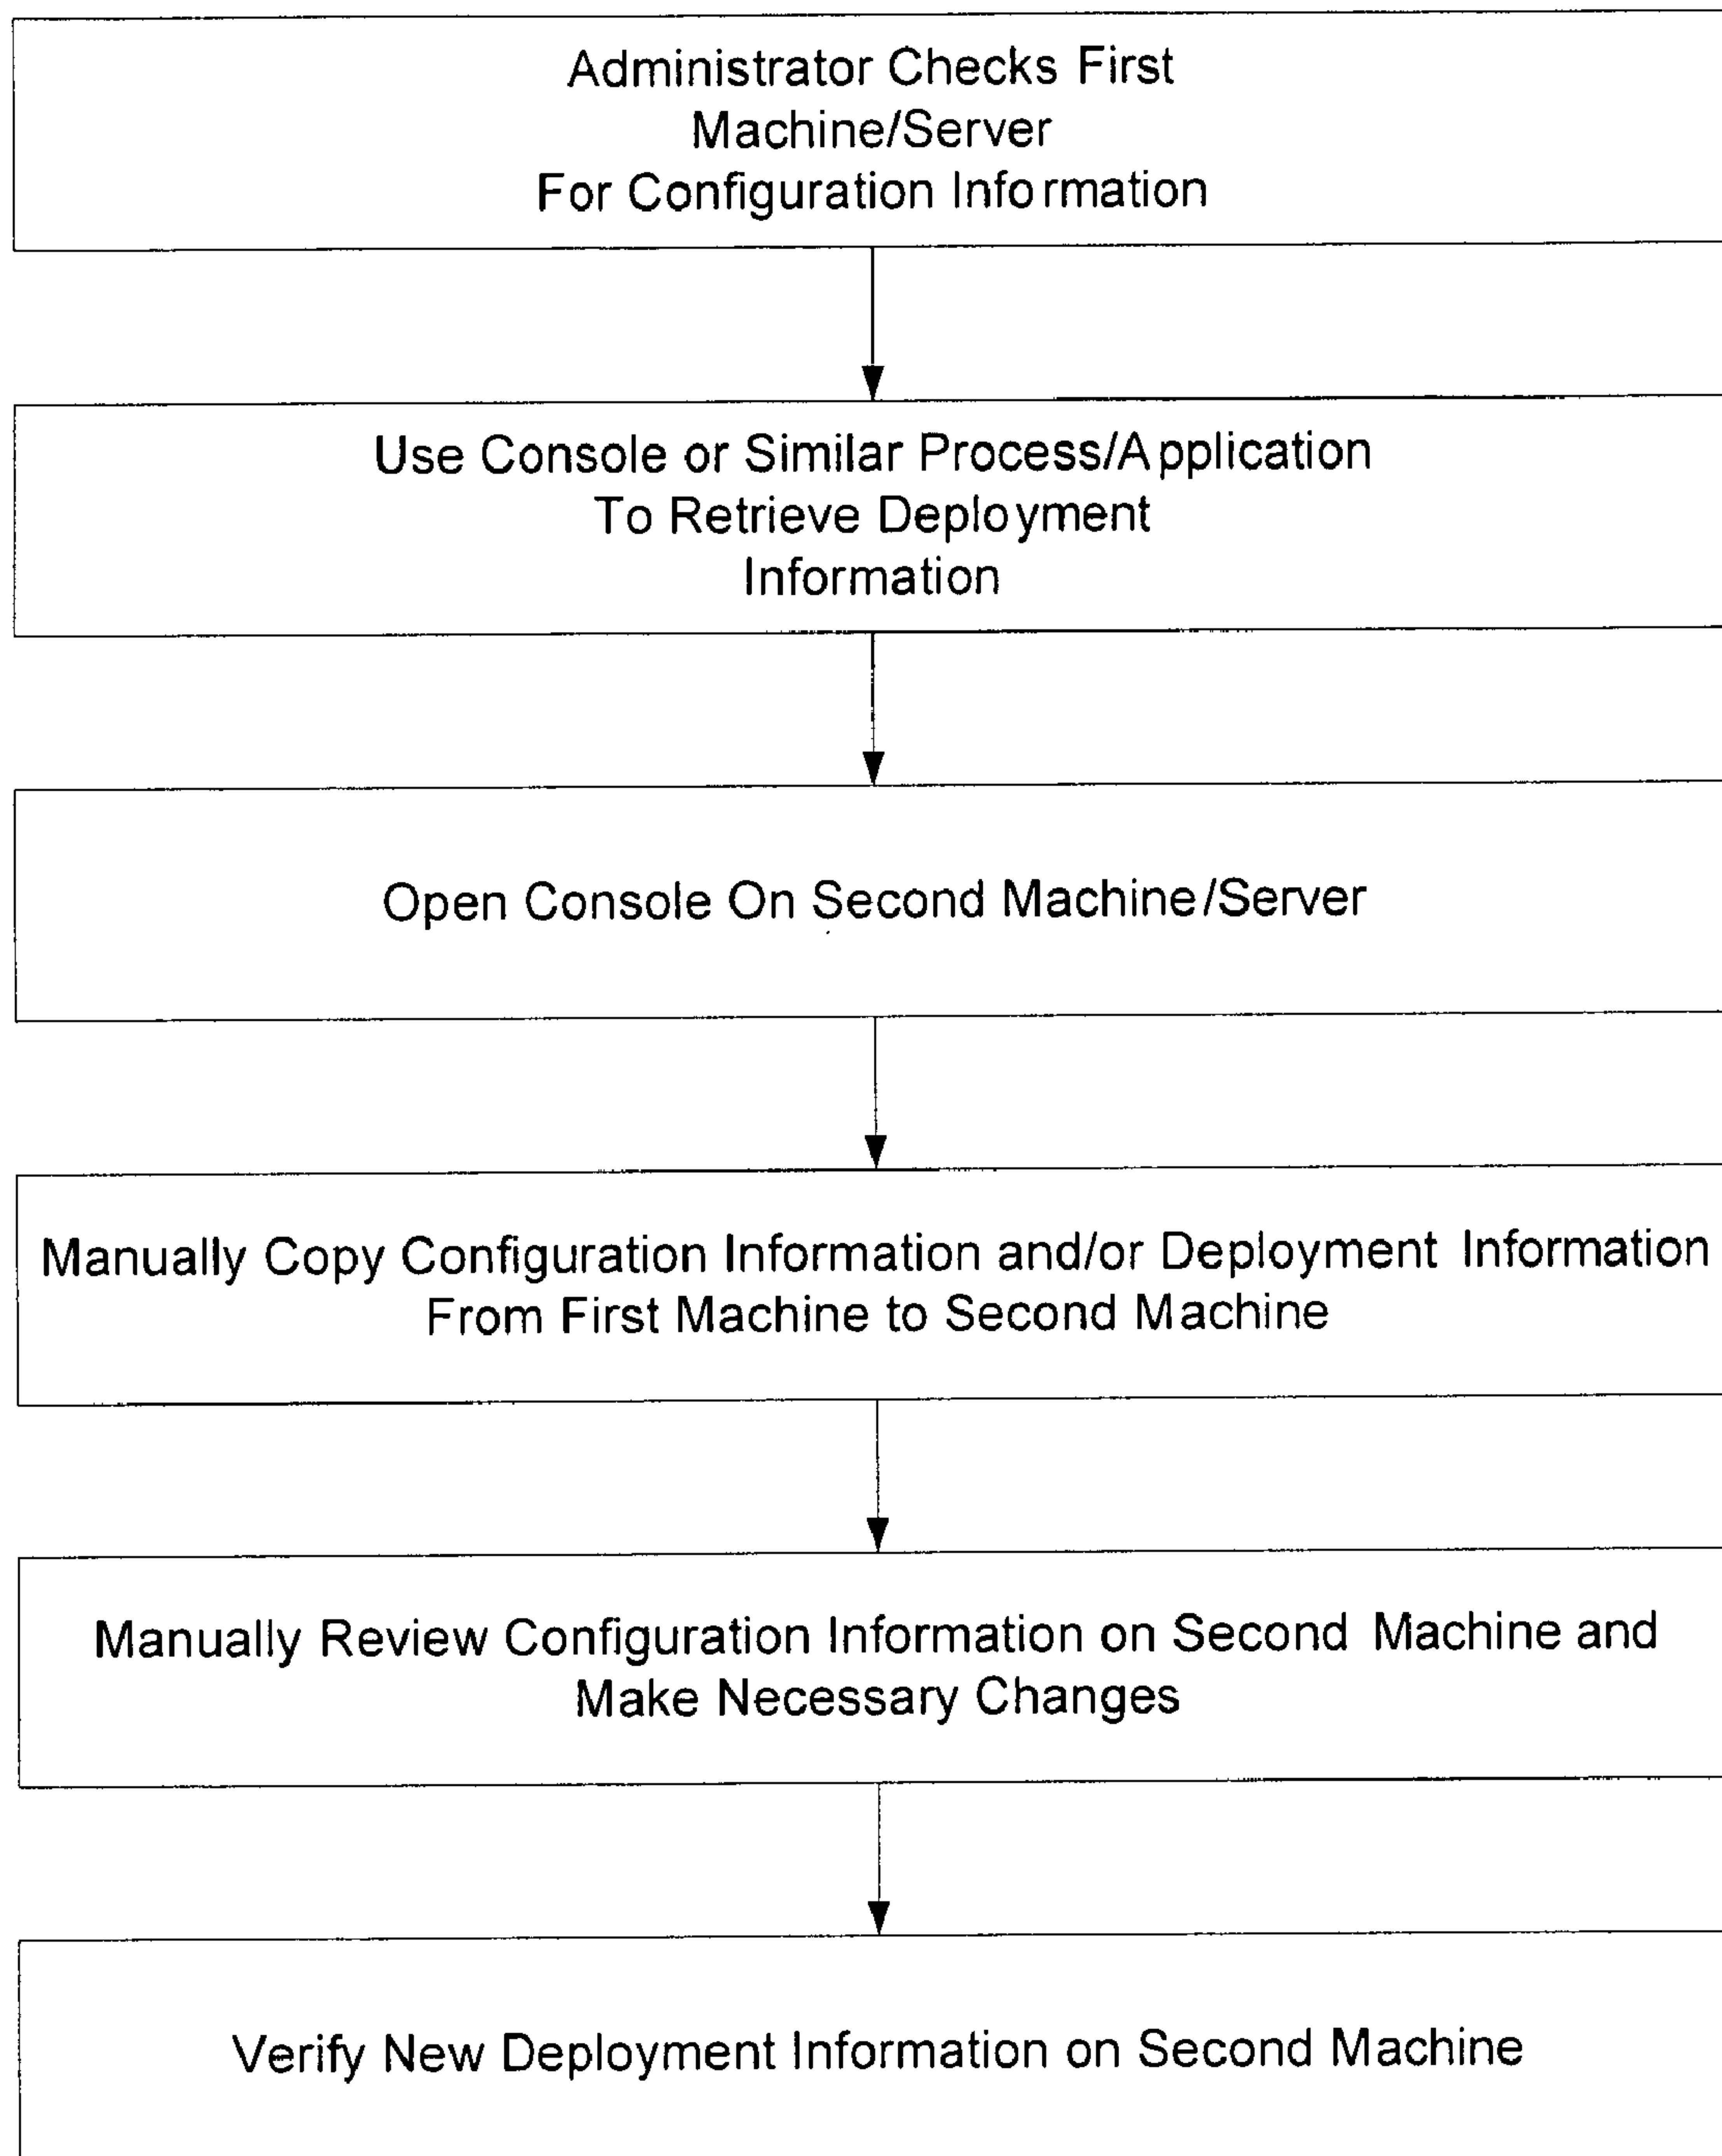 Administrator Checks First
Machine/Server
For Configuration Information
Use Console or Similar Process/Application
To Retrieve Deployment
Information
Open Console On Second Machine/Server
Manually Copy Configuration Information and/or Deployment Information
From First Machine to Second Machine
Manually Review Configuration Information on Second Machine and
Make Necessary Changes
Verify New Deployment Information on Second Machine